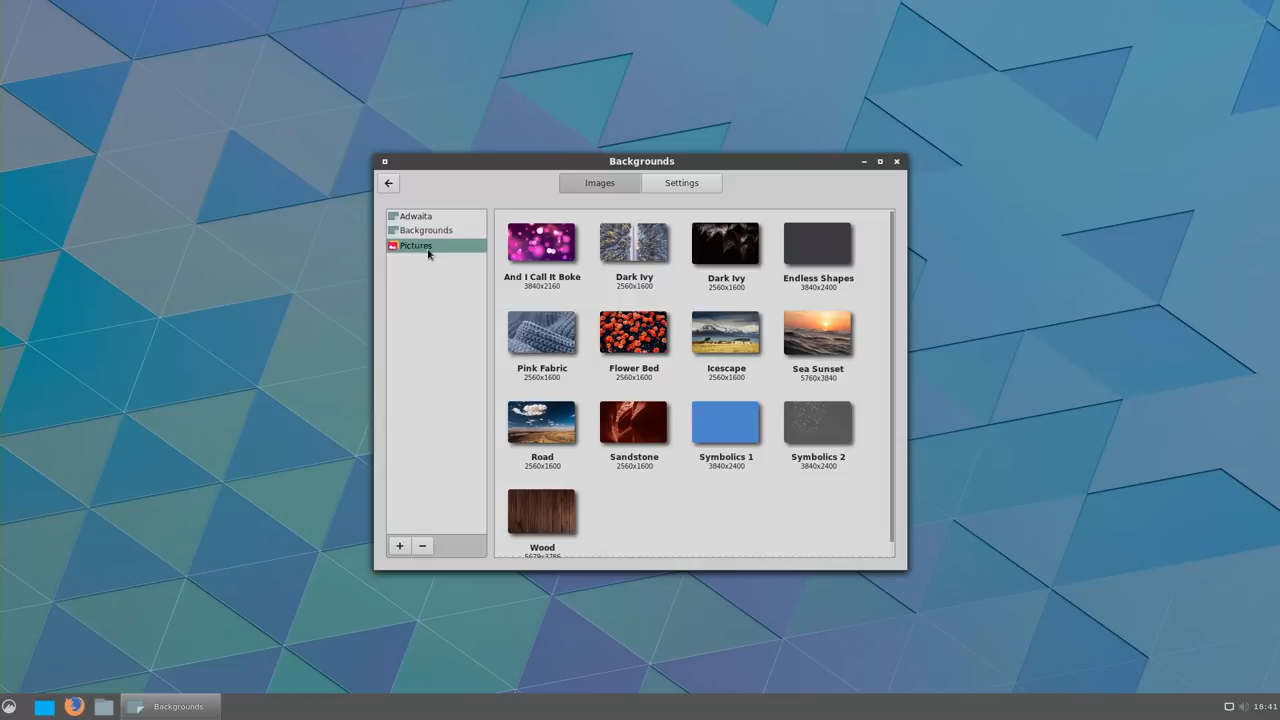 Backgrounds
Images
Settings
Adwaita
Backgrounds
Pictures
And I Call It Boke
3840x2160
Dark Ivy
2560x1600
Dark Ivy
2560x1600
Endless Shapes
3840x2400
Pink Fabric
2560x1600
Flower Bed
2560x1600
Icescape
2560x1600
Sea Sunset
5760x3840
Road
2560x1600
Sandstone
2560x1600
Symbolics 1
3840x2400
Symbolics 2
3840x2400
Wood
Backgrounds
18:41